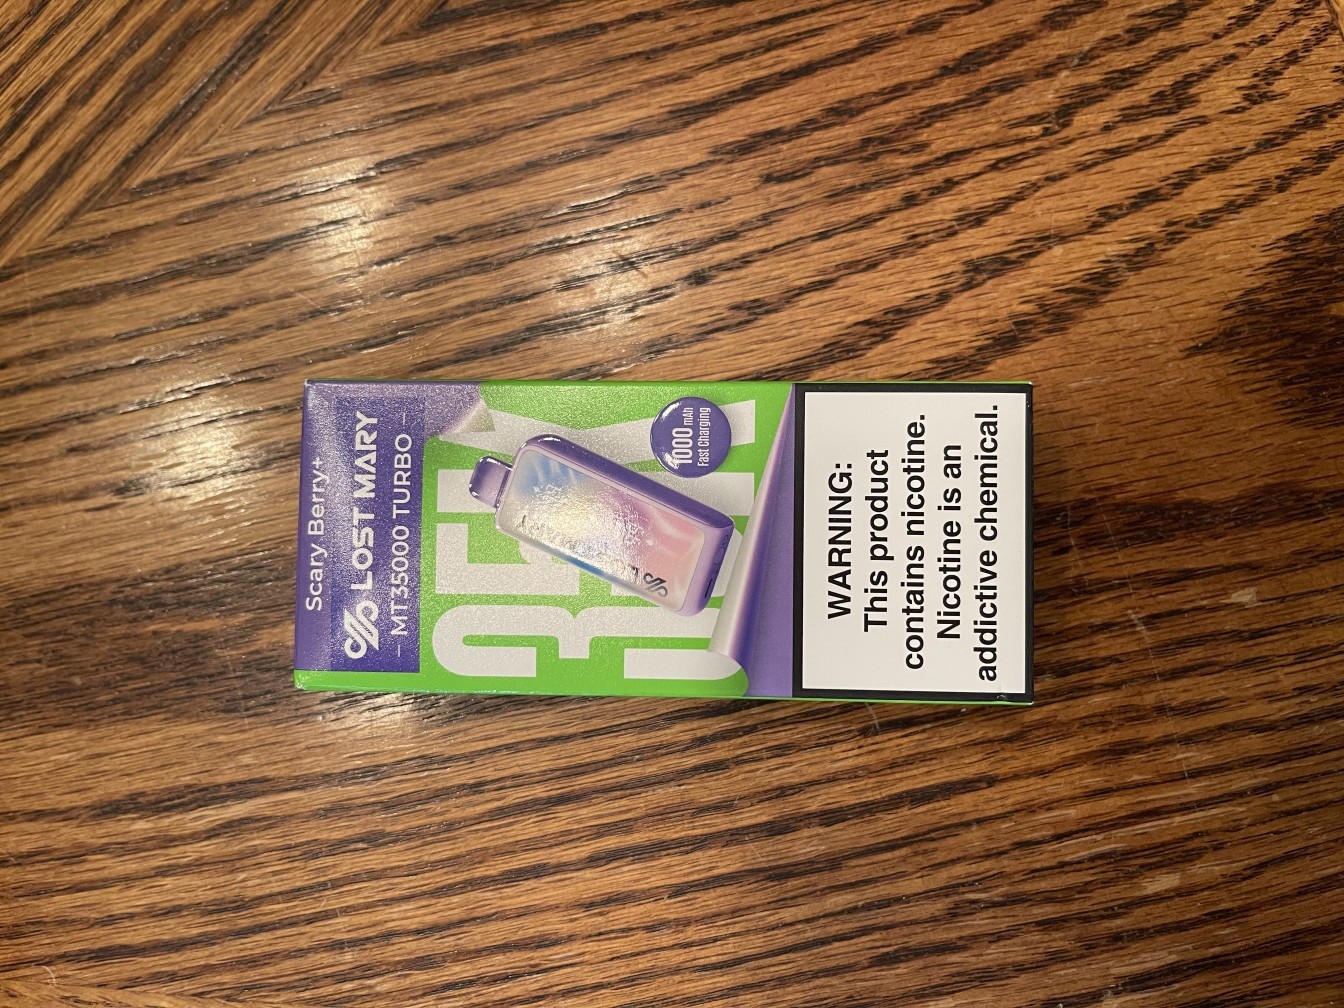 Scary Berry+
LOST MARY
MT35000 TURBO
35K
1000 mAh
Fast Charging
WARNING:
This product
contains nicotine.
Nicotine is an
addictive chemical.